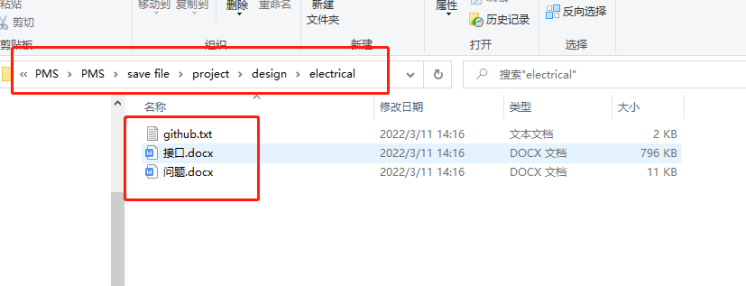 粘贴
剪切
剪贴板
移动到 复制到 删除 重命名
组织
新建
文件夹
新建
属性
历史记录
打开
反向选择
选择
« PMS > PMS > save file > project > design > electrical
搜索"electrical"
名称 修改日期 类型 大小
github.txt 2022/3/11 14:16 文本文档 2 KB
接口.docx 2022/3/11 14:16 DOCX 文档 796 KB
问题.docx 2022/3/11 14:16 DOCX 文档 11 KB